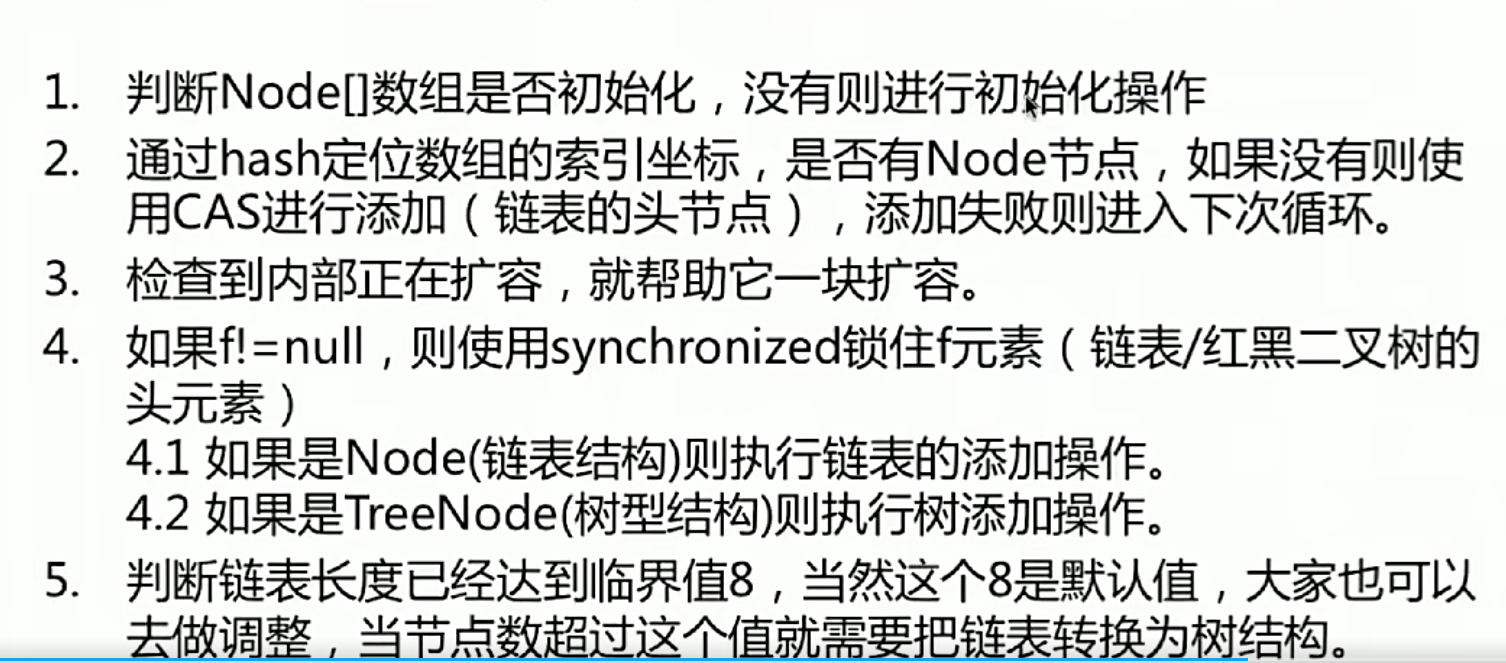 1. 判断Node[]数组是否初始化，没有则进行初始化操作
2. 通过hash定位数组的索引坐标，是否有Node节点，如果没有则使
用CAS进行添加（链表的头节点），添加失败则进入下次循环。
3. 检查到内部正在扩容，就帮助它一块扩容。
4. 如果f!=null，则使用synchronized锁住f元素（链表/红黑二叉树的
头元素）
4.1 如果是Node(链表结构)则执行链表的添加操作。
4.2 如果是TreeNode(树型结构)则执行树添加操作。
5. 判断链表长度已经达到临界值8，当然这个8是默认值，大家也可以
去做调整，当节点数超过这个值就需要把链表转换为树结构。